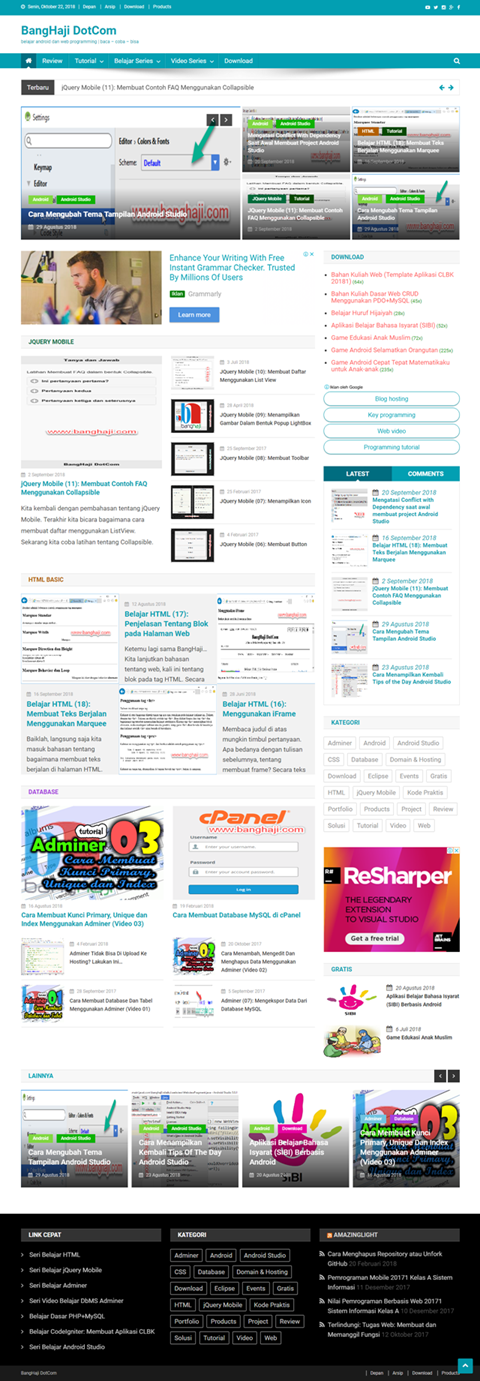 Senin, Oktober 22, 2018 | Depan | Arsip | Download | Products
BangHaji DotCom
belajar android dan web programming | baca – coba – bisa
Review Tutorial Belajar Series Video Series Download
Terbaru jQuery Mobile (11): Membuat Contoh FAQ Menggunakan Collapsible
Settings
Editor › Colors & Fonts
Scheme: Default
Keymap
Editor
www.banghaji.com
Android Android Studio
Cara Mengubah Tema Tampilan Android Studio
29 Agustus 2018
Android Android Studio
Mengatasi Conflict With Dependency
Saat Awal Membuat Project Android
Studio
20 September 2018
HTML Tutorial
Belajar HTML (18): Membuat Teks
Berjalan Menggunakan Marquee
16 September 2018
jQuery Mobile Tutorial
JQuery Mobile (11): Membuat Contoh
FAQ Menggunakan Collapsible
2 September 2018
Android Android Studio
Cara Mengubah Tema Tampilan
Android Studio
29 Agustus 2018
Enhance Your Writing With Free
Instant Grammar Checker. Trusted
By Millions Of Users
Iklan Grammarly
Learn more
JQUERY MOBILE
Tanya dan Jawab
Latihan Membuat FAQ dalam bentuk Popup
Pertanyaan pertama
Pertanyaan kedua
Pertanyaan ketiga dan seterusnya
www.banghaji.com
BangHaji DotCom
2 September 2018
jQuery Mobile (11): Membuat Contoh FAQ
Menggunakan Collapsible
Kita kembali dengan pembahasan tentang jQuery
Mobile. Terakhir kita bicara bagaimana cara
membuat daftar menggunakan ListView.
Sekarang kita coba latihan tentang Collapsible.
3 Juli 2018
JQuery Mobile (10): Membuat Daftar
Menggunakan List View
28 April 2018
JQuery Mobile (09): Menampilkan
Gambar Dalam Bentuk Popup LightBox
23 September 2017
JQuery Mobile (08): Membuat Toolbar
23 Februari 2017
JQuery Mobile (07): Menampilkan Icon
4 Februari 2017
JQuery Mobile (06): Membuat Button
HTML BASIC
12 Agustus 2018
Belajar HTML (17):
Penjelasan Tentang Blok
pada Halaman Web
Ketemu lagi sama BangHaji...
Kita lanjutkan bahasan
tentang web, kali ini tentang
blok pada tag HTML. Secara
16 September 2018
Belajar HTML (18):
Membuat Teks Berjalan
Menggunakan Marquee
Baiklah, langsung saja kita
masuk bahasan tentang
bagaimana membuat teks
berjalan di halaman HTML.
28 Juni 2018
Belajar HTML (16):
Menggunakan iFrame
Membaca judul di atas
mungkin timbul pertanyaan.
Apa bedanya dengan tulisan
sebelumnya, tentang
membuat frame? Secara teks
DATABASE
albums
tutorial
Adminer 03
Cara Membuat
Kunci Primary,
Unique dan Index
16 Agustus 2018
Cara Membuat Kunci Primary, Unique dan
Index Menggunakan Adminer (Video 03)
cPanel
www.banghaji.com
Username
Enter your username.
Password
Enter your account password.
Log in
19 Februari 2018
Cara Membuat Database MySQL di cPanel
4 Februari 2018
Adminer Tidak Bisa Di Upload Ke
Hosting? Lakukan Ini...
20 Oktober 2017
Cara Menambah, Mengedit Dan
Menghapus Data Menggunakan
Adminer (Video 02)
28 September 2017
Cara Membuat Database Dan Tabel
Menggunakan Adminer (Video 01)
5 September 2017
Adminer (07): Mengekspor Data Dari
Database MySQL
DOWNLOAD
Bahan Kuliah Web (Template Aplikasi CLBK
20181) (54x)
Bahan Kuliah Dasar Web CRUD
Menggunakan PDO+MySQL (45x)
Belajar Huruf Hijaiyah (28x)
Aplikasi Belajar Bahasa Isyarat (SIBI) (52x)
Game Edukasi Anak Muslim (72x)
Game Android Selamatkan Orangutan (225x)
Game Android Cepat Tepat Matematikaku
untuk Anak-anak (235x)
Iklan oleh Google
Blog hosting
Key programming
Web video
Programming tutorial
LATEST COMMENTS
20 September 2018
Mengatasi Conflict with
Dependency saat awal
membuat project Android
Studio
16 September 2018
Belajar HTML (18): Membuat
Teks Berjalan Menggunakan
Marquee
2 September 2018
jQuery Mobile (11): Membuat
Contoh FAQ Menggunakan
Collapsible
29 Agustus 2018
Cara Mengubah Tema
Tampilan Android Studio
23 Agustus 2018
Cara Menampilkan Kembali
Tips of the Day Android Studio
KATEGORI
Adminer Android Android Studio
CSS Database Domain & Hosting
Download Eclipse Events Gratis
HTML jQuery Mobile Kode Praktis
Portfolio Products Project Review
Solusi Tutorial Video Web
ReSharper
THE LEGENDARY
EXTENSION
TO VISUAL STUDIO
Get a free trial
JET
BRAINS
GRATIS
20 Agustus 2018
Aplikasi Belajar Bahasa Isyarat
(SIBI) Berbasis Android
6 Juli 2018
Game Edukasi Anak Muslim
LAINNYA
Android Android Studio
Cara Mengubah Tema
Tampilan Android Studio
29 Agustus 2018
Android Android Studio
Cara Menampilkan
Kembali Tips Of The Day
Android Studio
23 Agustus 2018
Android Download
Aplikasi Belajar Bahasa
Isyarat (SIBI) Berbasis
Android
20 Agustus 2018
SIBI
Adminer Database
Cara Membuat Kunci
Primary, Unique Dan Index
Menggunakan Adminer
(Video 03)
16 Agustus 2018
LINK CEPAT
Seri Belajar HTML
Seri Belajar jQuery Mobile
Seri Belajar Adminer
Seri Video Belajar DbMS Adminer
Belajar Dasar PHP+MySQL
Belajar CodeIgniter: Membuat Aplikasi CLBK
Seri Belajar Android Studio
KATEGORI
Adminer Android Android Studio
CSS Database Domain & Hosting
Download Eclipse Events Gratis
HTML jQuery Mobile Kode Praktis
Portfolio Products Project Review
Solusi Tutorial Video Web
AMAZINGLIGHT
Cara Menghapus Repository atau Unfork
GitHub 20 Februari 2018
Pemrograman Mobile 20171 Kelas A Sistem
Informasi 11 Desember 2017
Nilai Pemrograman Berbasis Web 20171
Sistem Informasi Kelas A 10 Desember 2017
Terlindungi: Tugas Web: Membuat dan
Memanggil Fungsi 12 Oktober 2017
BangHaji DotCom | Depan | Arsip | Download | Products